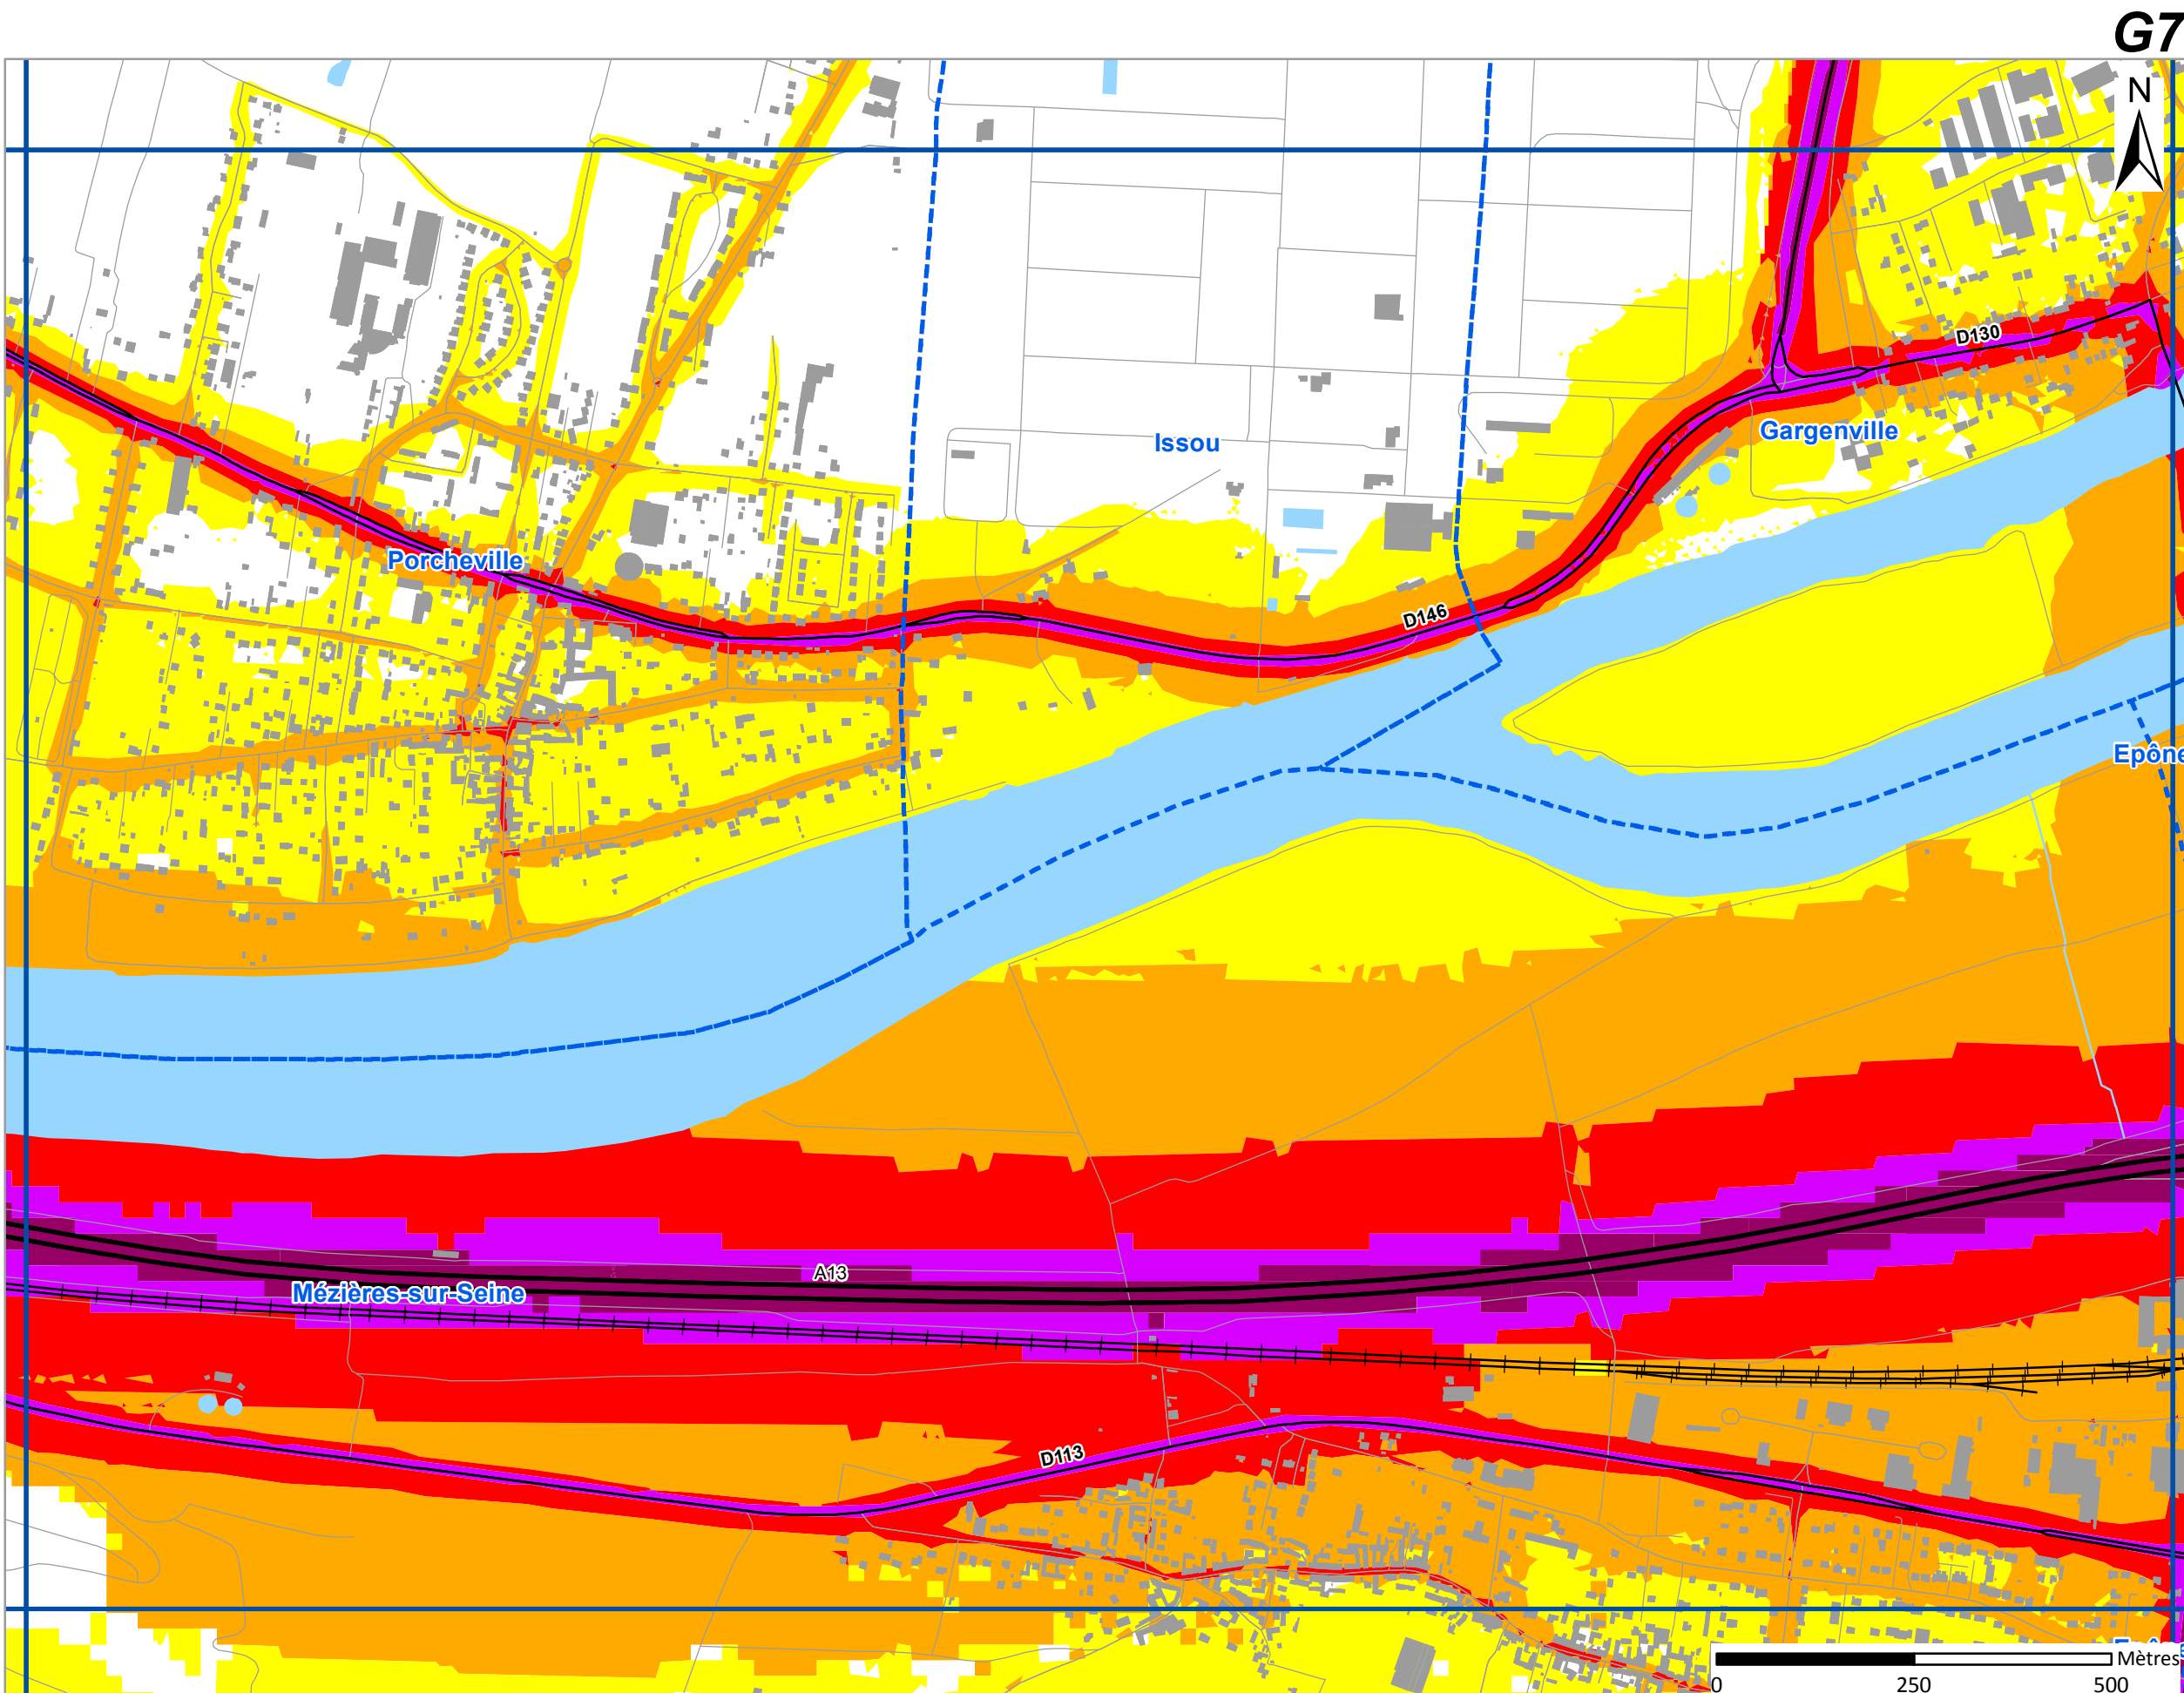 G7
N
D130
Gargenville
Issou
Porcheville
D146
Epône
A13
Mézières-sur-Seine
D113
Mètres
0 250 500